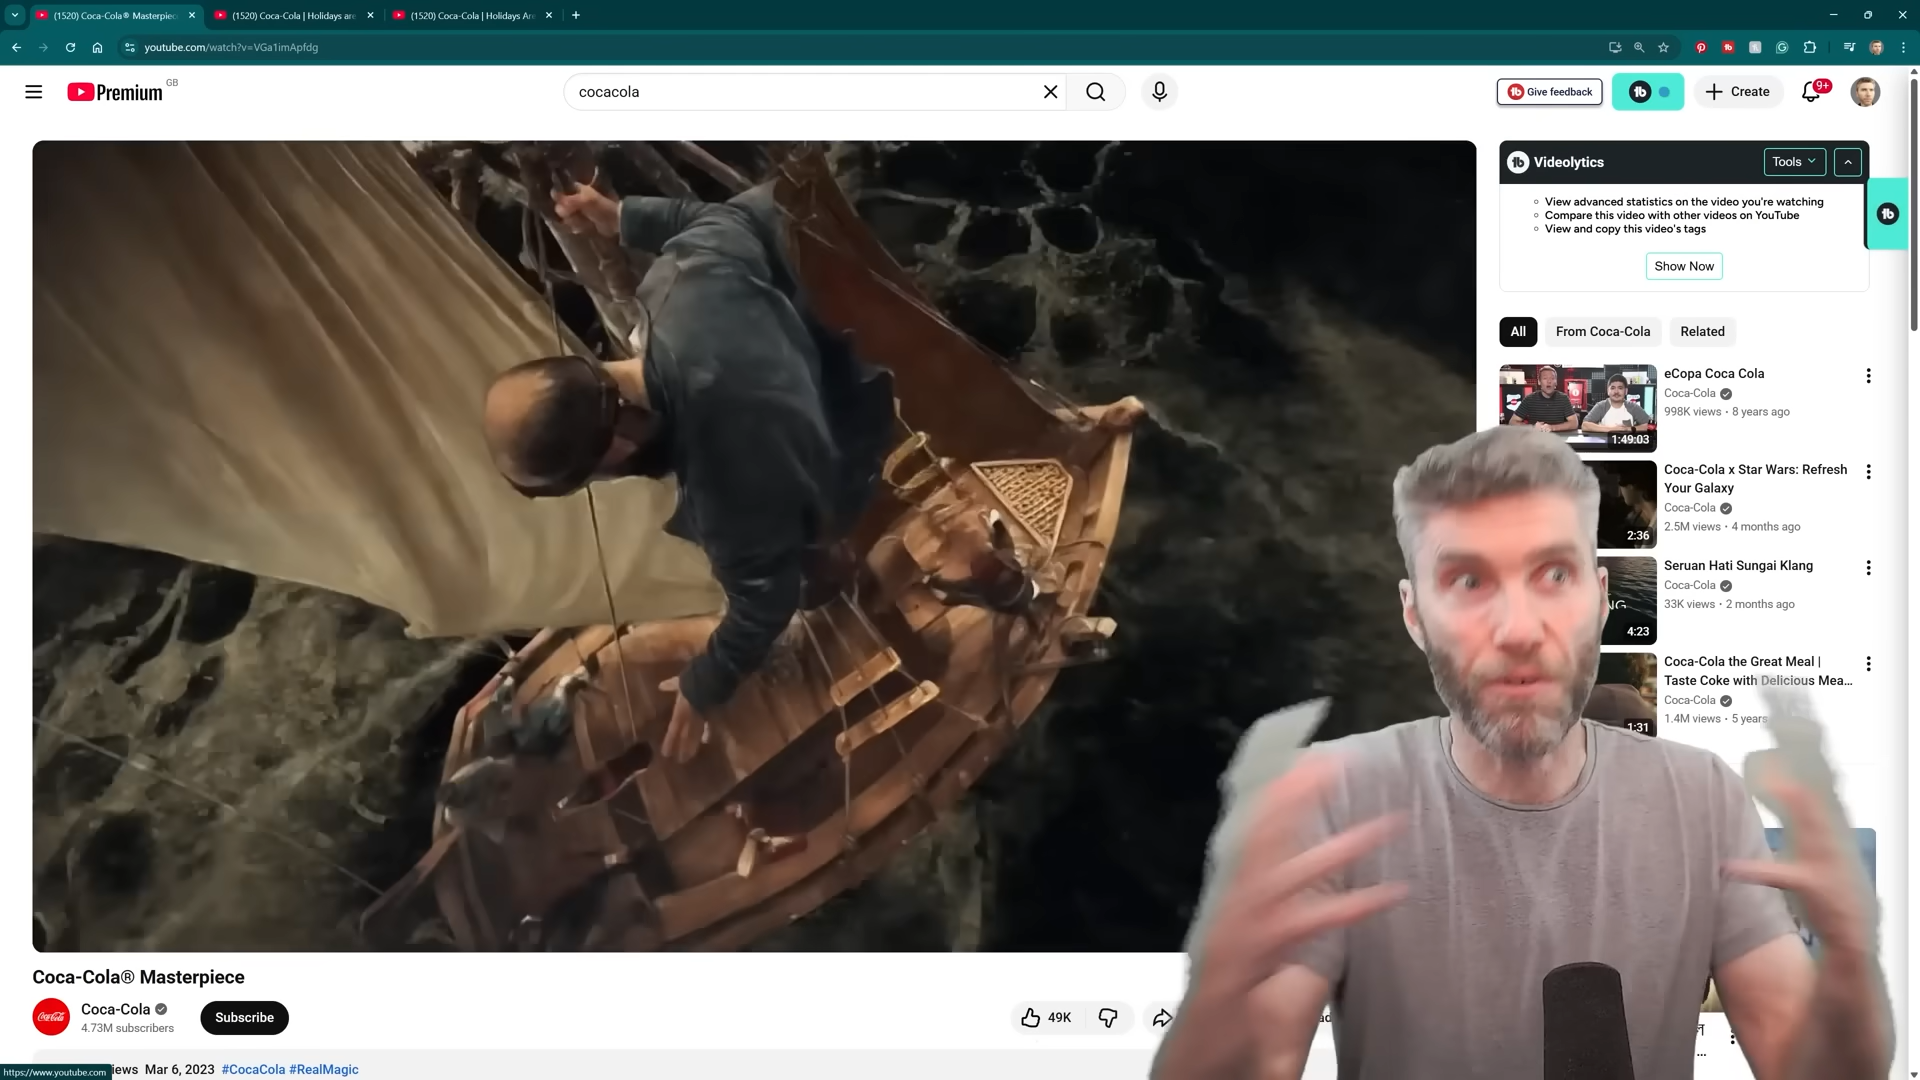 (1520) Coca-Cola® Masterpiec
(1520) Coca-Cola | Holidays are
(1520) Coca-Cola | Holidays Are
youtube.com/watch?v=VGa1imApfdg
Premium
GB
cocacola
Give feedback
Create
9+
Videolytics
Tools
View advanced statistics on the video you're watching
Compare this video with other videos on YouTube
View and copy this video's tags
Show Now
All
From Coca-Cola
Related
eCopa Coca Cola
Coca-Cola
998K views • 8 years ago
1:49:03
Coca-Cola x Star Wars: Refresh
Your Galaxy
Coca-Cola
2.5M views • 4 months ago
2:36
Seruan Hati Sungai Klang
Coca-Cola
33K views • 2 months ago
4:23
Coca-Cola the Great Meal |
Taste Coke with Delicious Mea...
Coca-Cola
1.4M views • 5 years
1:31
Coca-Cola® Masterpiece
Coca-Cola
4.73M subscribers
Subscribe
49K
iews Mar 6, 2023 #CocaCola #RealMagic
https://www.youtube.com